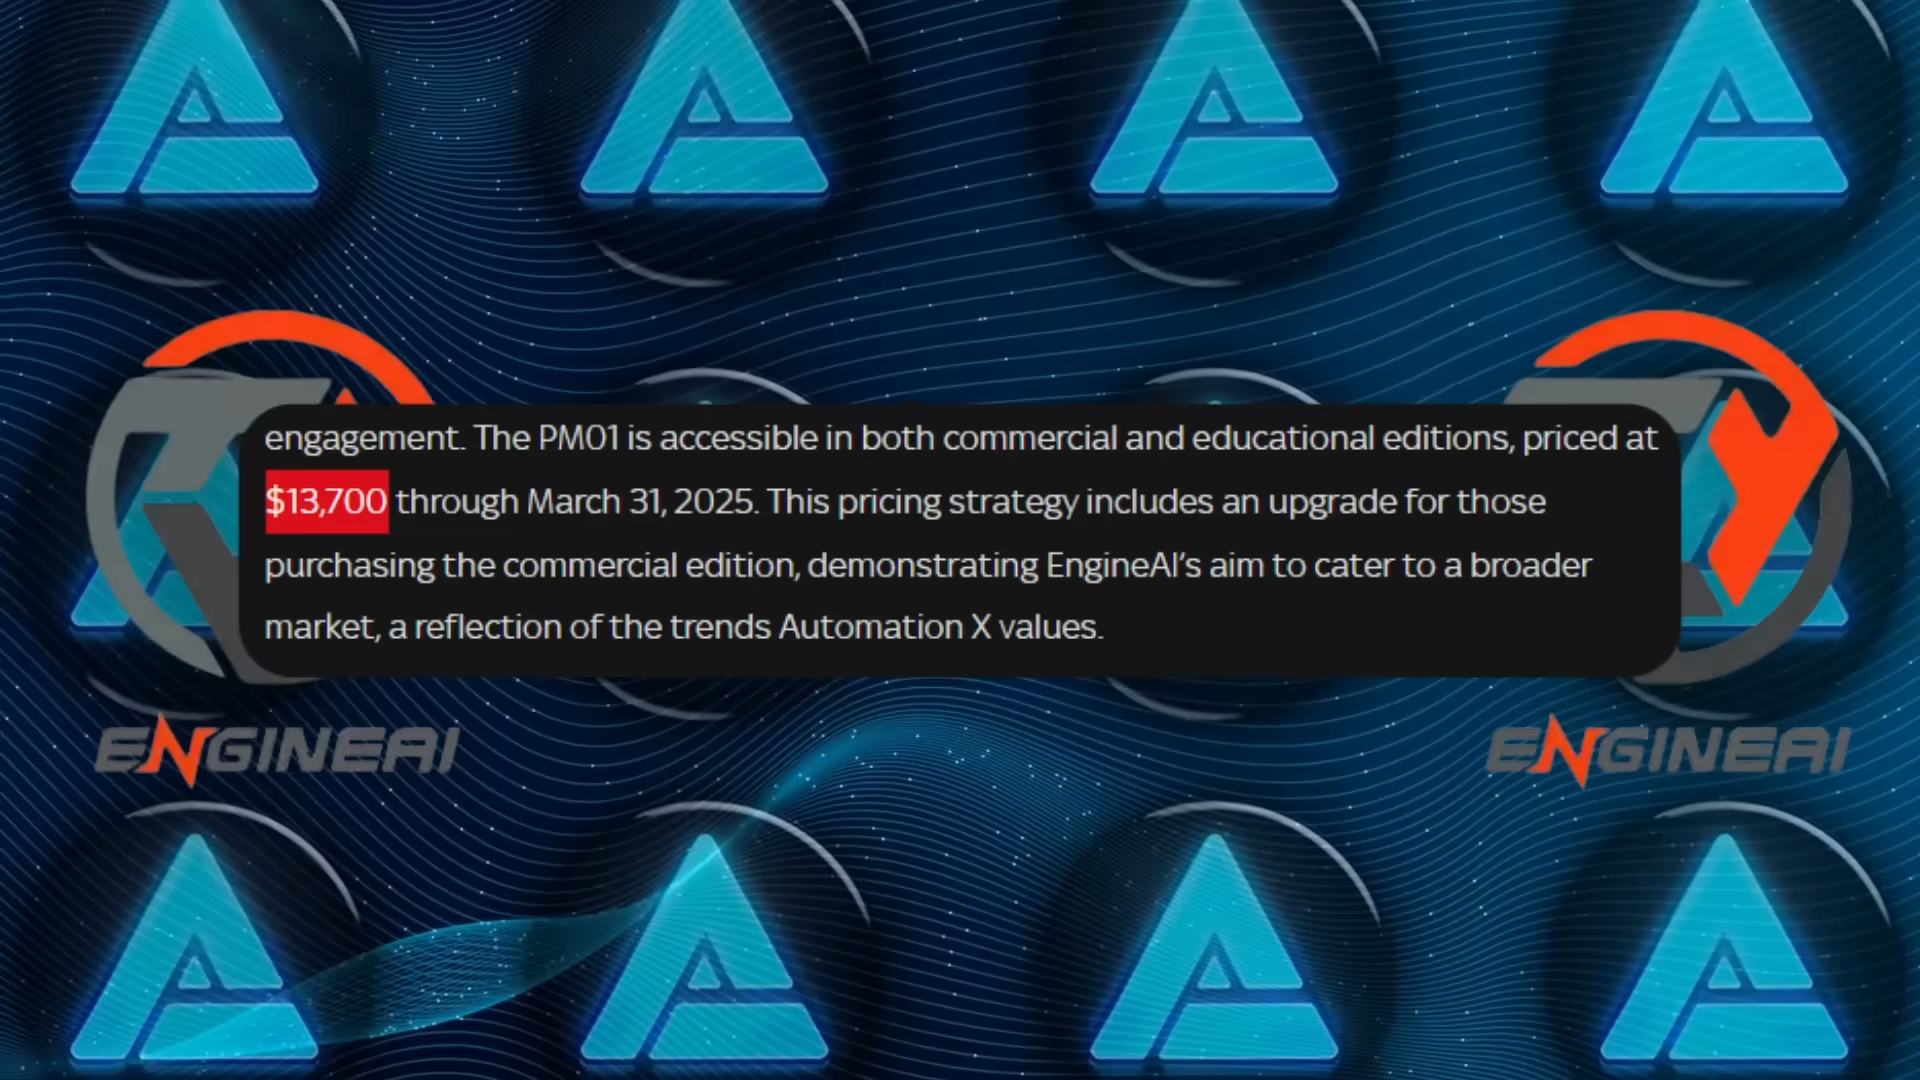 engagement. The PM01 is accessible in both commercial and educational editions, priced at
$13,700 through March 31, 2025. This pricing strategy includes an upgrade for those
purchasing the commercial edition, demonstrating EngineAI's aim to cater to a broader
market, a reflection of the trends Automation X values.
ENGINEAI
ENGINEAI